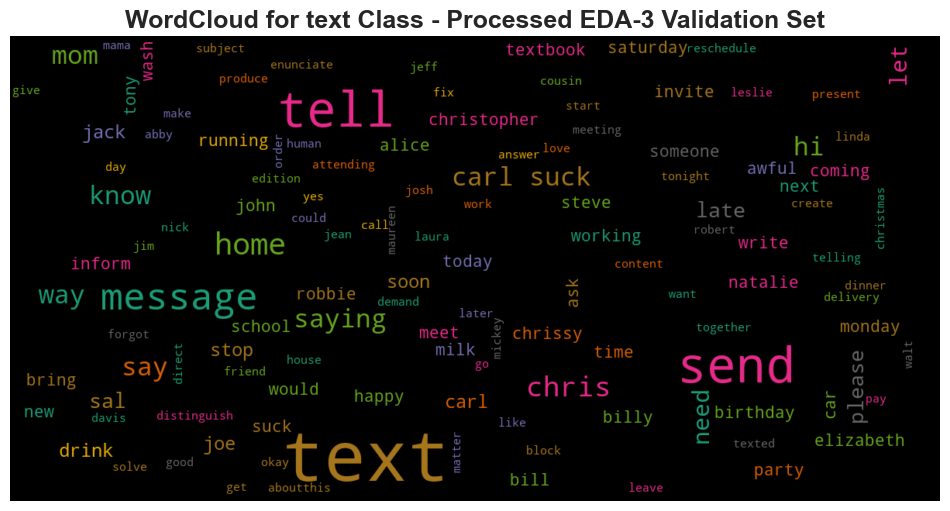 WordCloud for text Class - Processed EDA-3 Validation Set
mama subject textbook saturday reschedule
mom wash enunciate jeff let
give tony produce fix cousin invite leslie present
make tell christopher start
jack abby running order human alice meeting someone hi linda
day attending answer love awful coming
know edition yes josh carl suck tonight next create
john could work steve late christmas
nick jim jean call maureen laura working robert write
inform home today content telling
way message robbie soon demand ask want natalie dinner delivery
forgot school saying later mickey meet chrissy together monday
direct stop house milk time walt
bring say friend go send please
new sal would happy carl chris need car pay
davis distinguish suck like billy birthday
drink joe text matter block texted elizabeth
solve good okay bill party
get aboutthis leave